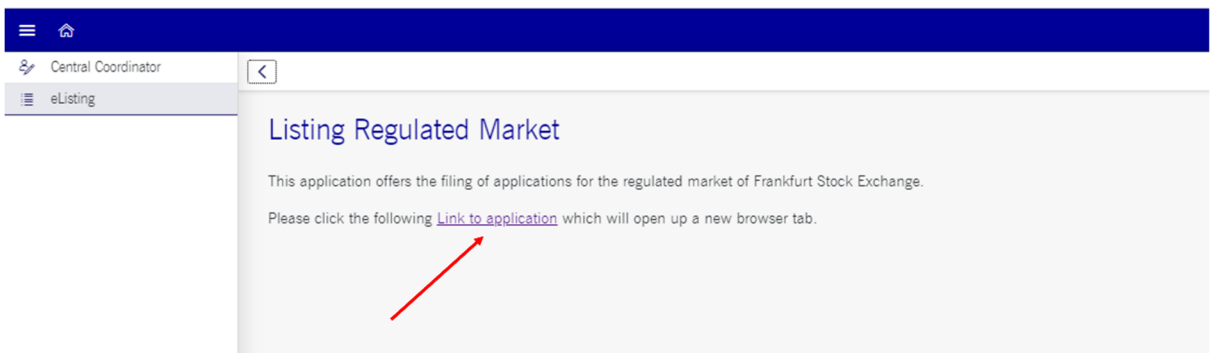 Central Coordinator
eListing
Listing Regulated Market
This application offers the filing of applications for the regulated market of Frankfurt Stock Exchange.
Please click the following Link to application which will open up a new browser tab.